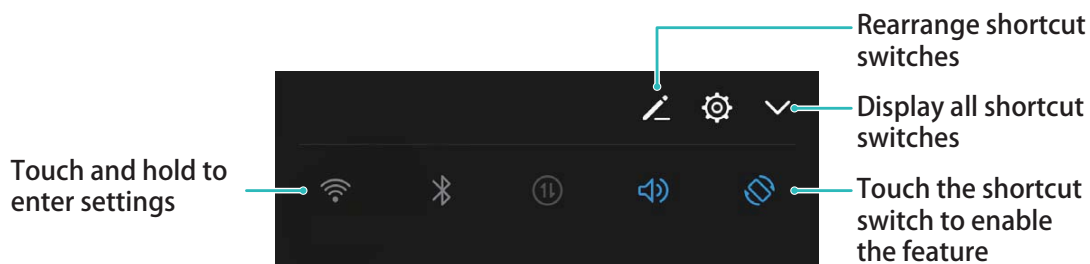 Rearrange shortcut
switches
Display all shortcut
switches
Touch and hold to
enter settings
Touch the shortcut
switch to enable
the feature